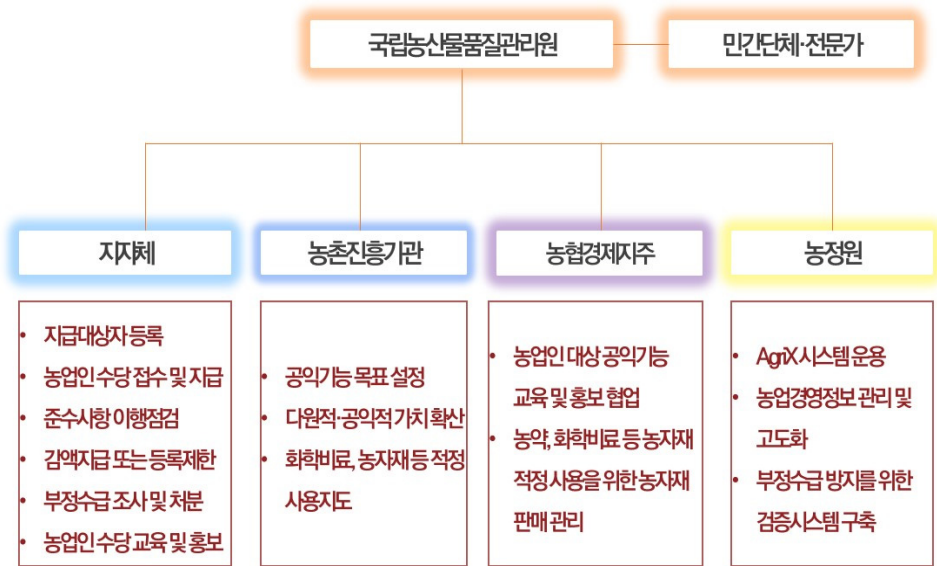 국립농산물품질관리원
민간단체·전문가
지자체
• 지급대상자 등록
• 농업인 수당 접수 및 지급
• 준수사항 이행점검
• 감액지급 또는 등록제한
• 부정수급 조사 및 처분
• 농업인 수당 교육 및 홍보
농촌진흥기관
• 공익기능 목표 설정
• 다원적·공익적 가치 확산
• 화학비료, 농자재 등 적정
사용지도
농협경제지주
• 농업인 대상 공익기능
교육 및 홍보 협업
• 농약, 화학비료 등 농자재
적정 사용을 위한 농자재
판매 관리
농정원
• AgriX 시스템 운용
• 농업경영정보 관리 및
고도화
• 부정수급 방지를 위한
검증시스템 구축